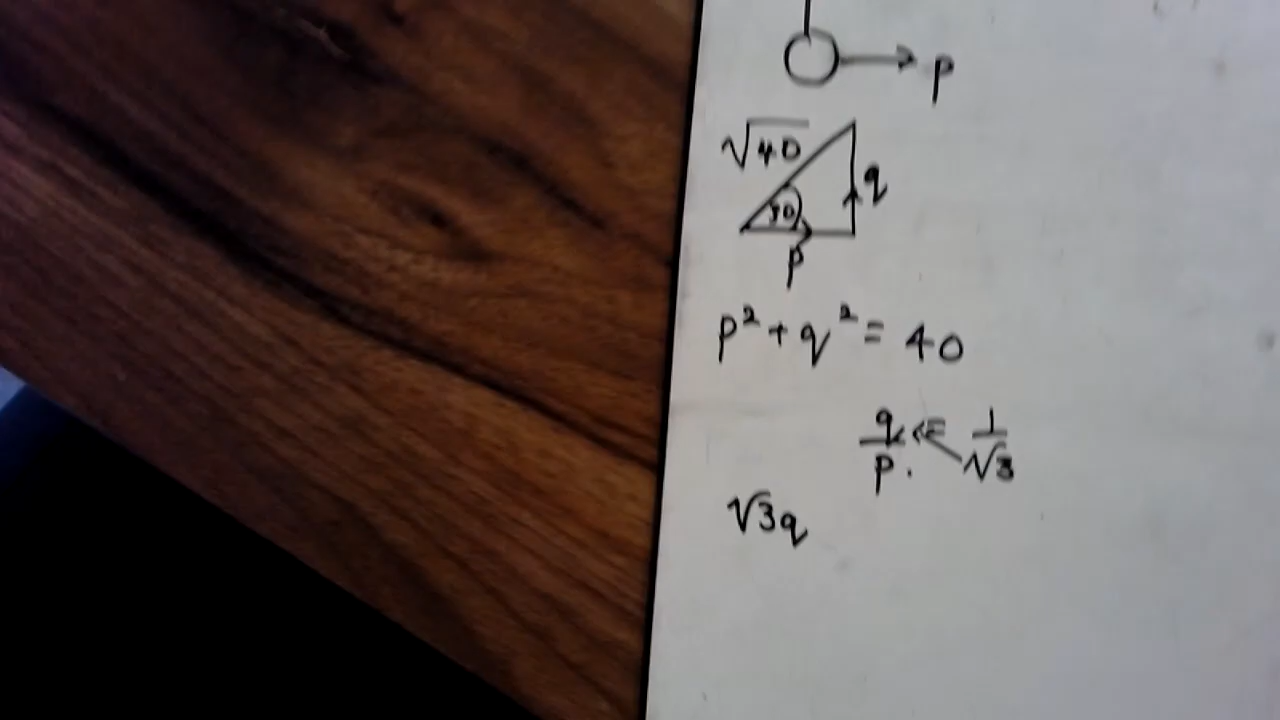 p
√40
q
30
p
p² + q² = 40
q/p. = 1/√3
√3q